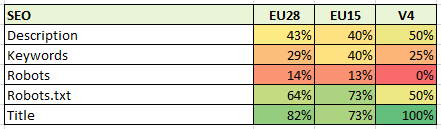 SEO EU28 EU15 V4
Description 43% 40% 50%
Keywords 29% 40% 25%
Robots 14% 13% 0%
Robots.txt 64% 73% 50%
Title 82% 73% 100%